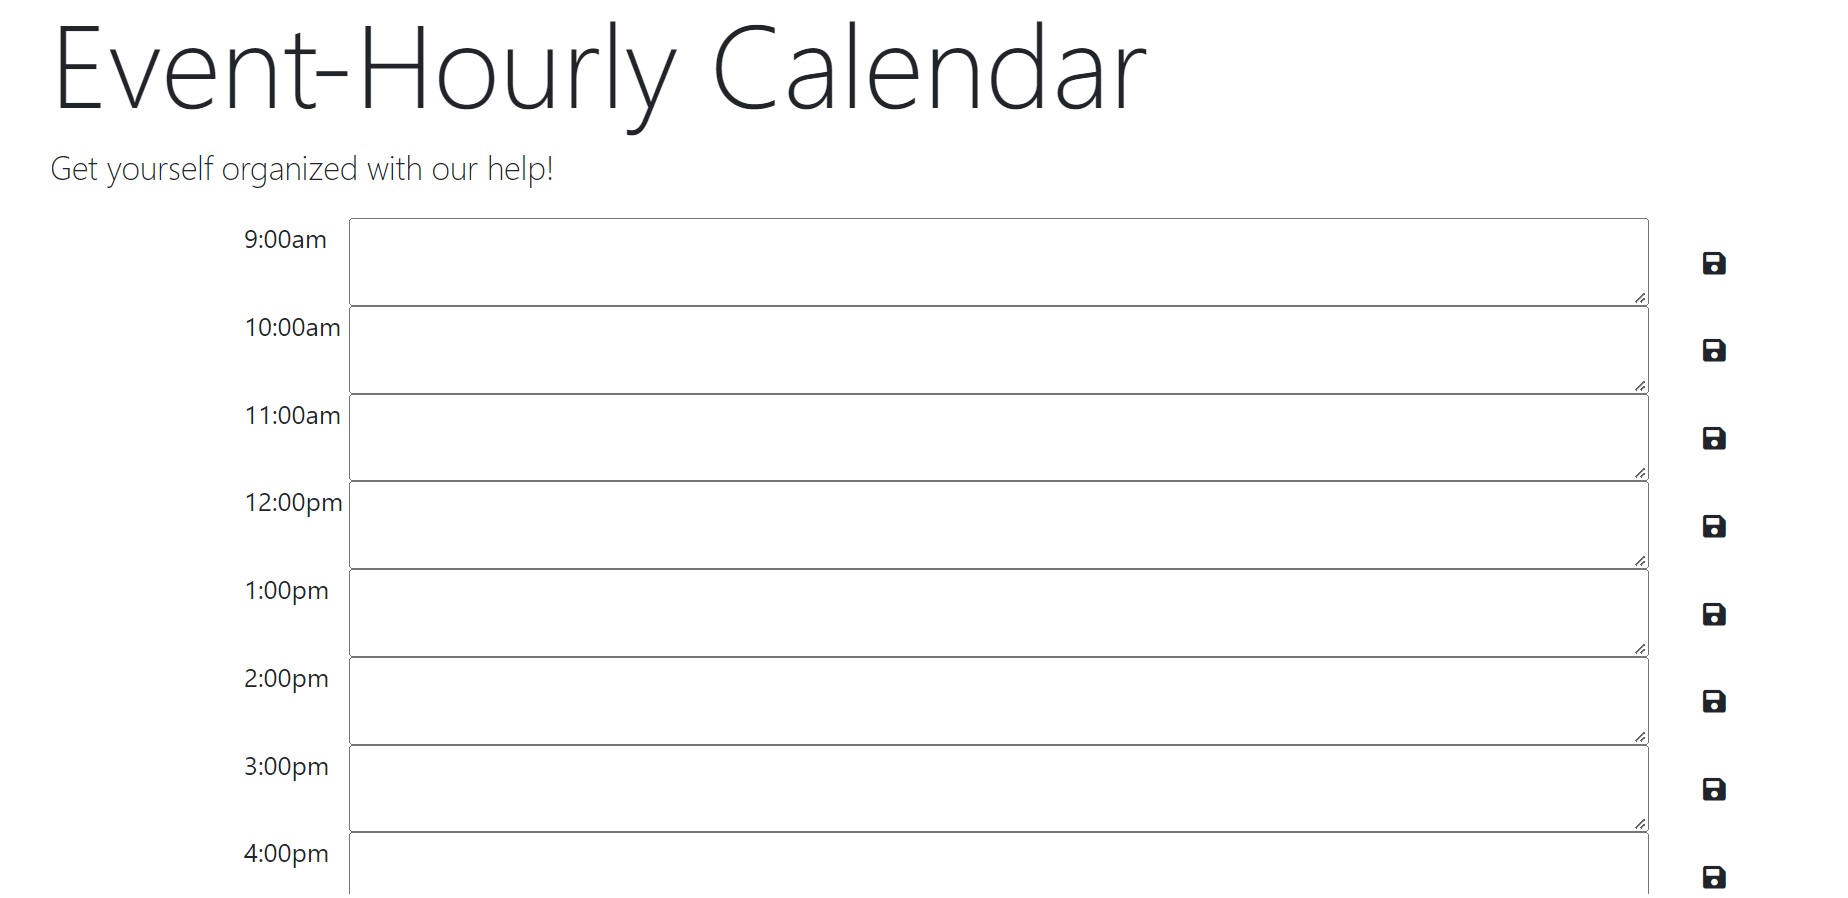 Event-Hourly Calendar
Get yourself organized with our help!
9:00am
10:00am
11:00am
12:00pm
1:00pm
2:00pm
3:00pm
4:00pm